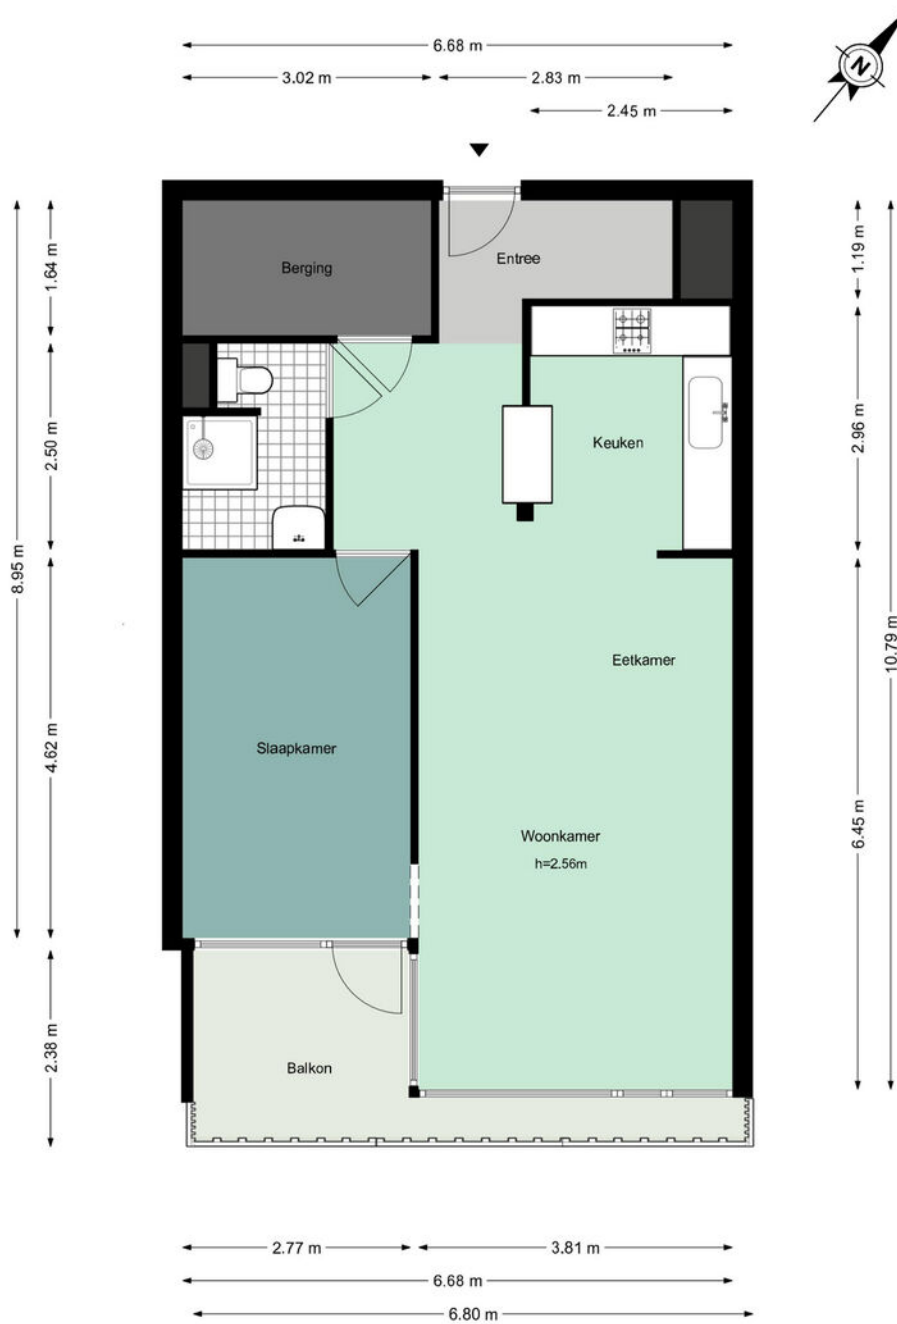 6.68 m
3.02 m
2.83 m
2.45 m
N
1.64 m
2.50 m
8.95 m
4.62 m
2.38 m
1.19 m
2.96 m
10.79 m
6.45 m
Berging
Entree
Keuken
Eetkamer
Slaapkamer
Woonkamer
h=2.56m
Balkon
2.77 m
3.81 m
6.68 m
6.80 m